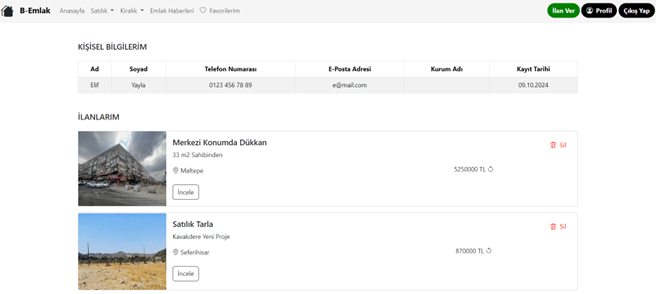 B-Emlak Anasayfa Satılık Kiralık Emlak Haberleri Favorilerim İlan Ver Profil Çıkış Yap
KİŞİSEL BİLGİLERİM
Ad Soyad Telefon Numarası E-Posta Adresi Kurum Adı Kayıt Tarihi
Elif Yayla 0123 456 78 89 e@mail.com 09.10.2024
İLANLARIM
Merkezi Konumda Dükkan
Sil
33 m2 Sahibinden
Maltepe
5250000 TL
İncele
Satılık Tarla
Sil
Kavakdere Yeni Proje
Seferihisar
870000 TL
İncele